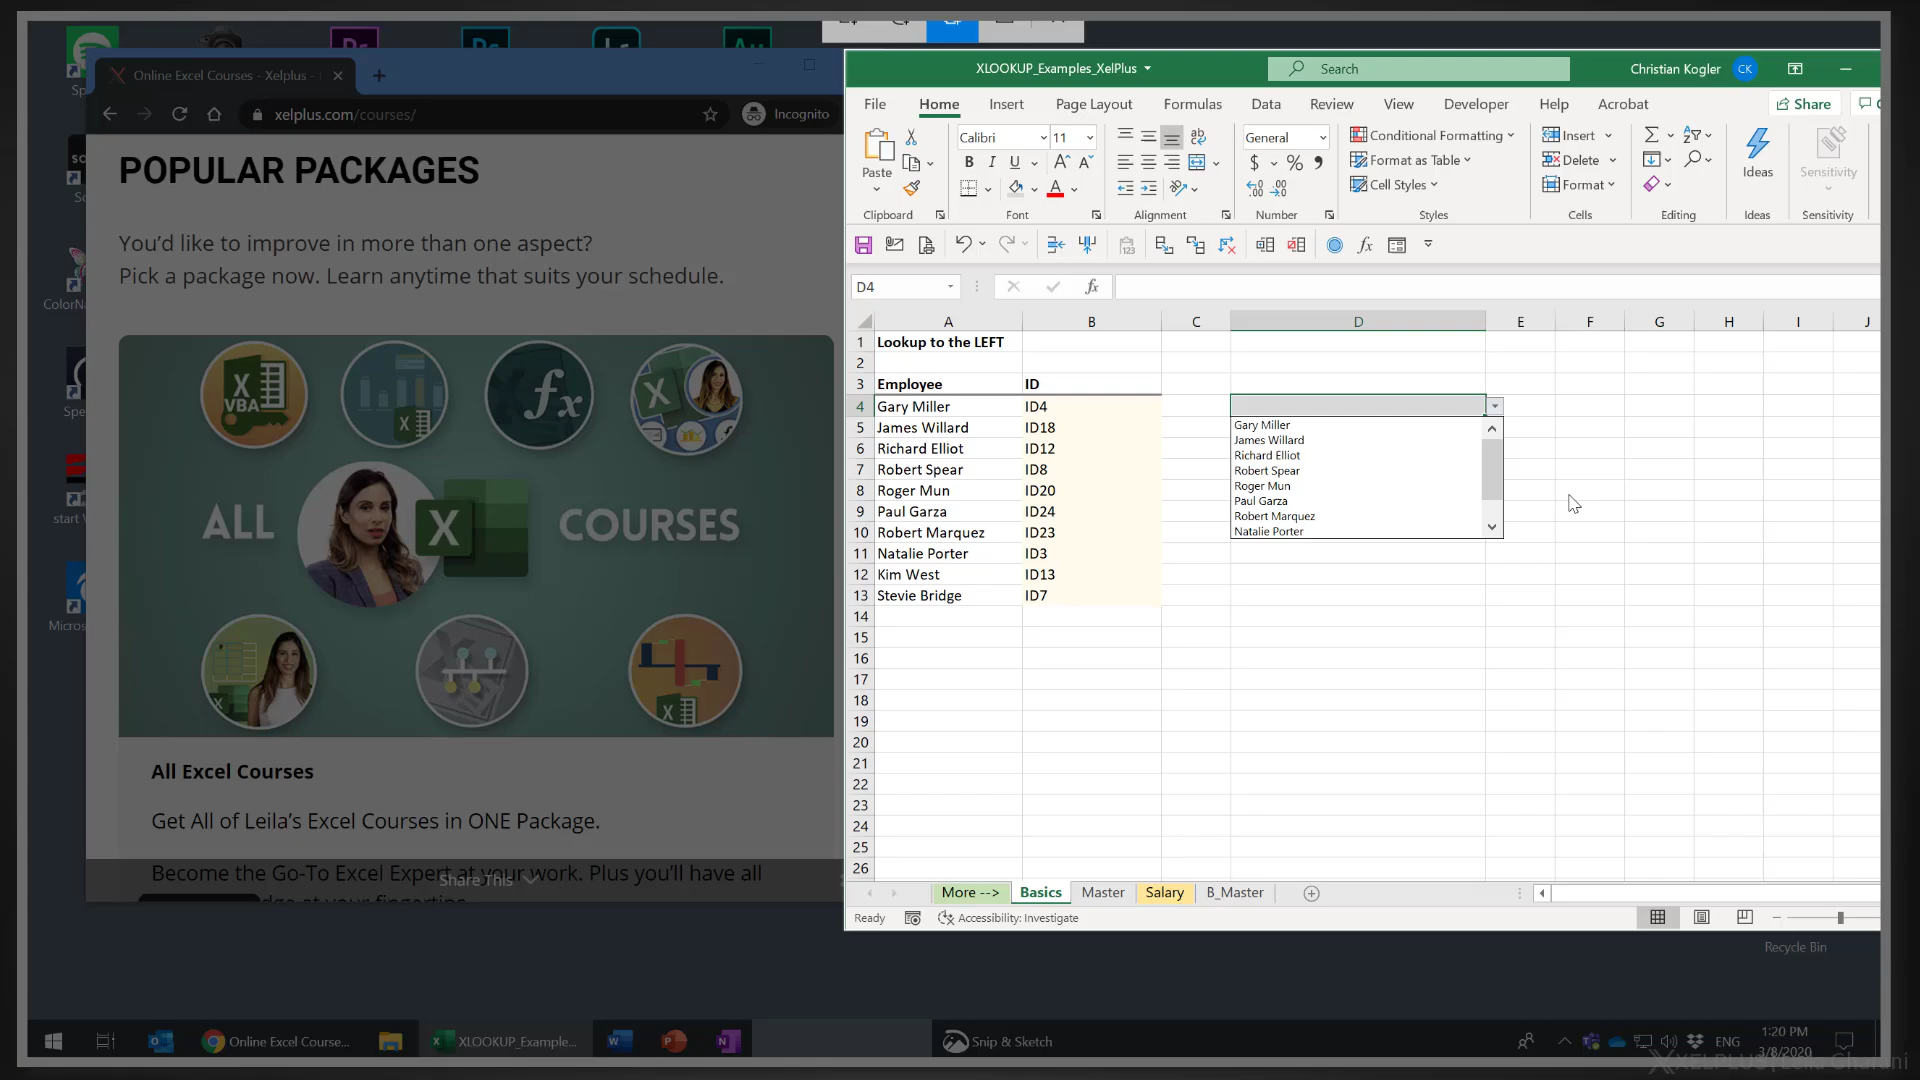 Online Excel Courses - Xelplus -
xelplus.com/courses/
Incognito
POPULAR PACKAGES
You'd like to improve in more than one aspect?
Pick a package now. Learn anytime that suits your schedule.
VBA
fx
ALL
COURSES
All Excel Courses
Get All of Leila's Excel Courses in ONE Package.
Become the Go-To Excel Expert at your work. Plus you'll have all
Share This
XLOOKUP_Examples_XelPlus
Search
Christian Kogler
CK
File Home Insert Page Layout Formulas Data Review View Developer Help Acrobat
Share
Paste
Calibri
11
General
Conditional Formatting
Format as Table
Cell Styles
Insert
Delete
Format
Ideas
Sensitivity
Clipboard Font Alignment Number Styles Cells Editing Ideas Sensitivity
D4
fx
A B C D E F G H I J
1 Lookup to the LEFT
2
3 Employee ID
4 Gary Miller ID4
5 James Willard ID18
6 Richard Elliot ID12
7 Robert Spear ID8
8 Roger Mun ID20
9 Paul Garza ID24
10 Robert Marquez ID23
11 Natalie Porter ID3
12 Kim West ID13
13 Stevie Bridge ID7
14
15
16
17
18
19
20
21
22
23
24
25
26
Gary Miller
James Willard
Richard Elliot
Robert Spear
Roger Mun
Paul Garza
Robert Marquez
Natalie Porter
More --> Basics Master Salary B_Master
Ready
Accessibility: Investigate
Recycle Bin
Online Excel Course...
XLOOKUP_Example...
Snip & Sketch
ENG
1:20 PM
3/8/2020
XELPLUS